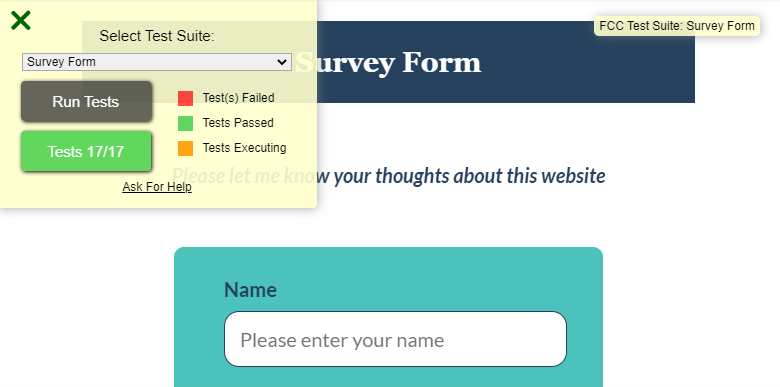 Select Test Suite:
FCC Test Suite: Survey Form
Survey Form
Survey Form
Run Tests
Test(s) Failed
Tests Passed
Tests 17/17
Tests Executing
Ask For Help
Please let me know your thoughts about this website
Name
Please enter your name